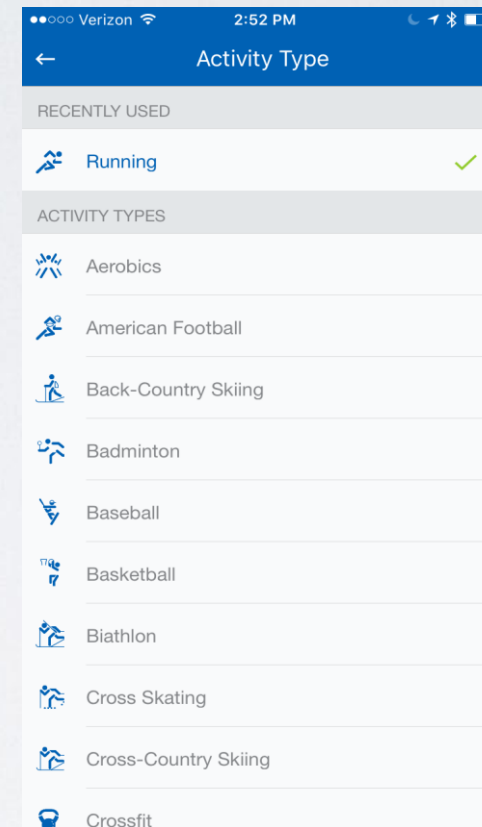 Verizon 2:52 PM
Activity Type
RECENTLY USED
Running
ACTIVITY TYPES
Aerobics
American Football
Back-Country Skiing
Badminton
Baseball
Basketball
Biathlon
Cross Skating
Cross-Country Skiing
Crossfit